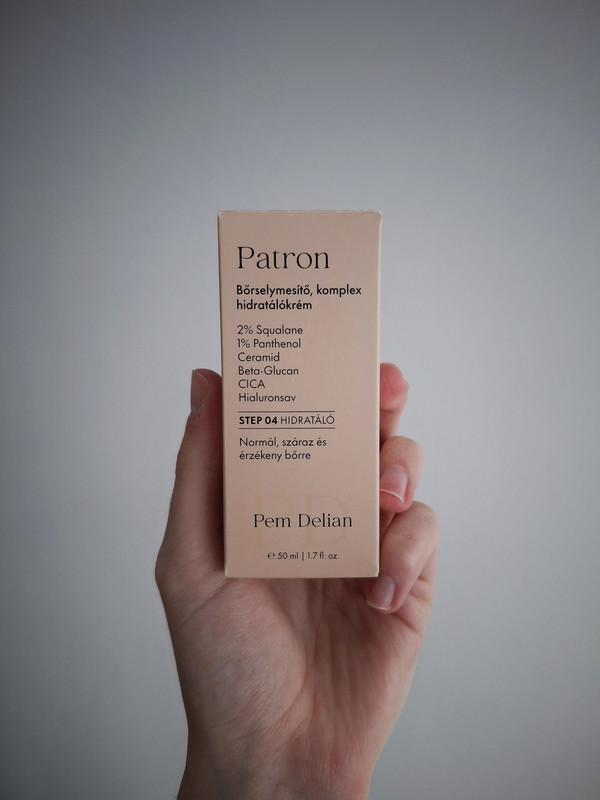 Patron
Bőrselymesítő, komplex
hidratálókrém
2% Squalane
1% Panthenol
Ceramid
Beta-Glucan
CICA
Hialuronsav
STEP 04 HIDRATÁLÓ
Normál, száraz és
érzékeny bőrre
PD
Pem Delian
℮ 50 ml | 1.7 fl. oz.